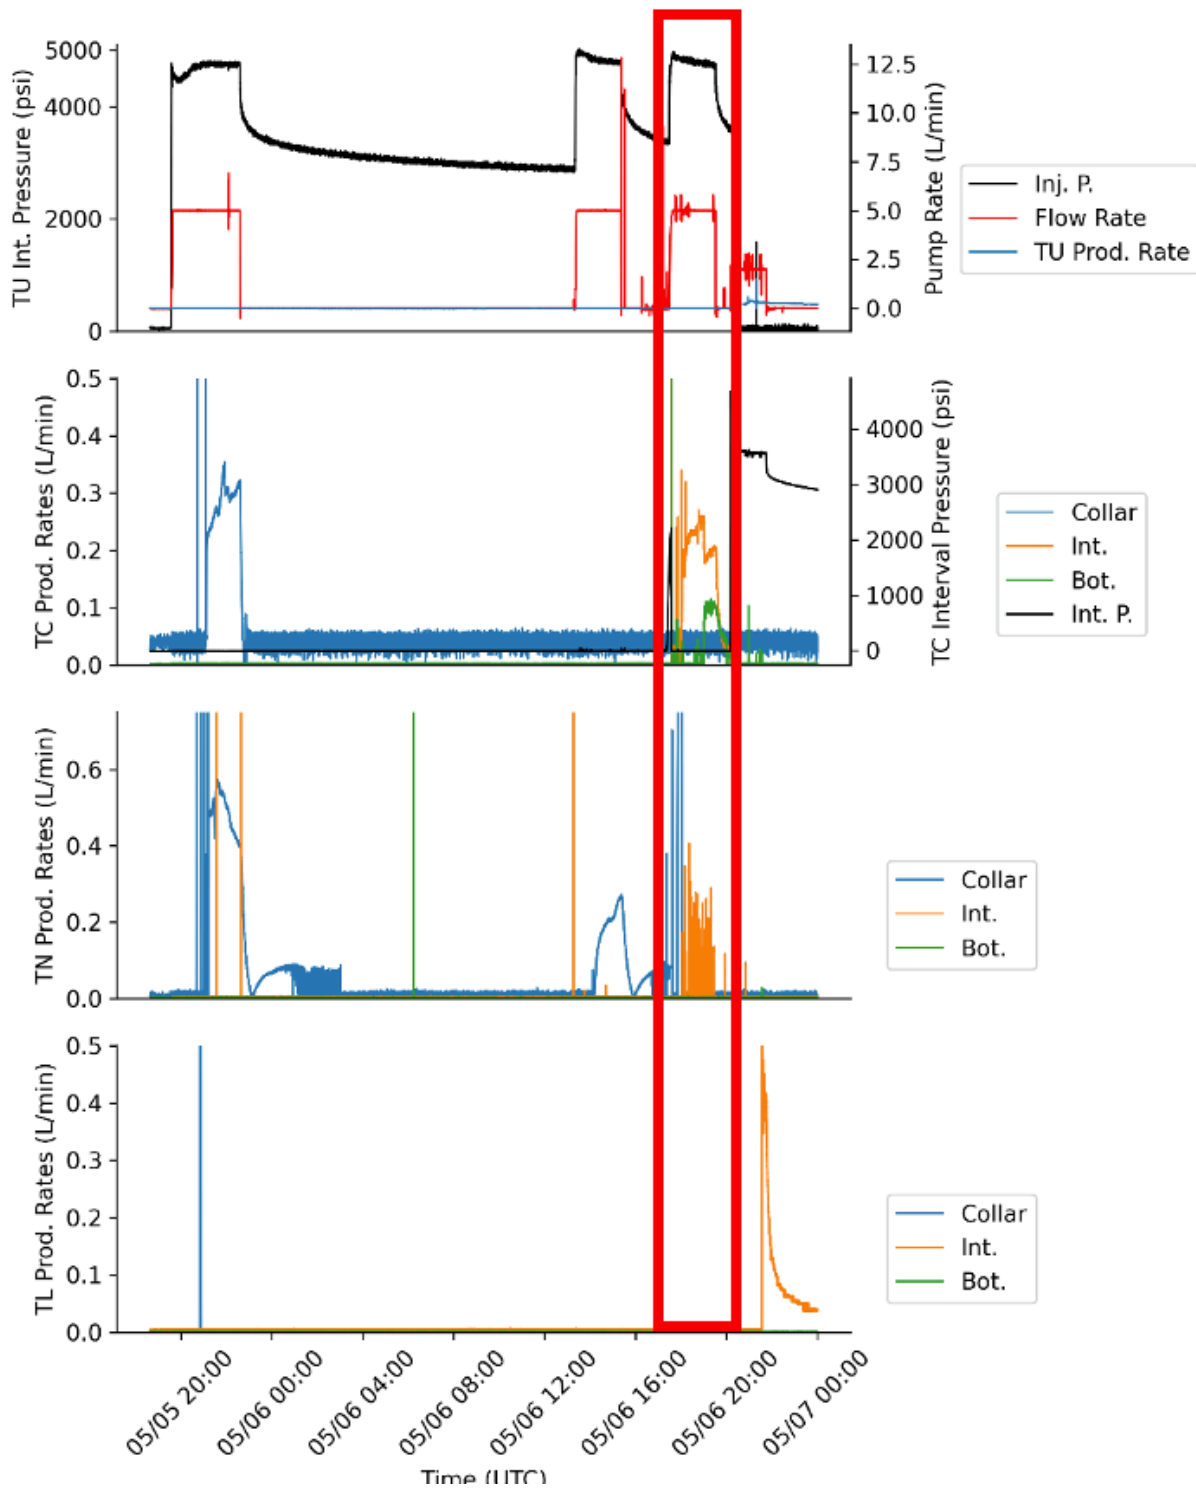 TU Int. Pressure (psi)
5000
4000
2000
0
12.5
10.0
7.5
5.0
2.5
0.0
Pump Rate (L/min)
Inj. P.
Flow Rate
TU Prod. Rate
TC Prod. Rates (L/min)
0.5
0.4
0.3
0.2
0.1
0.0
4000
3000
2000
1000
0
TC Interval Pressure (psi)
Collar
Int.
Bot.
Int. P.
TN Prod. Rates (L/min)
0.6
0.4
0.2
0.0
Collar
Int.
Bot.
TL Prod. Rates (L/min)
0.5
0.4
0.3
0.2
0.1
0.0
Collar
Int.
Bot.
05/05 20:00
05/06 00:00
05/06 04:00
05/06 08:00
05/06 12:00
05/06 16:00
05/06 20:00
05/07 00:00
Time (UTC)